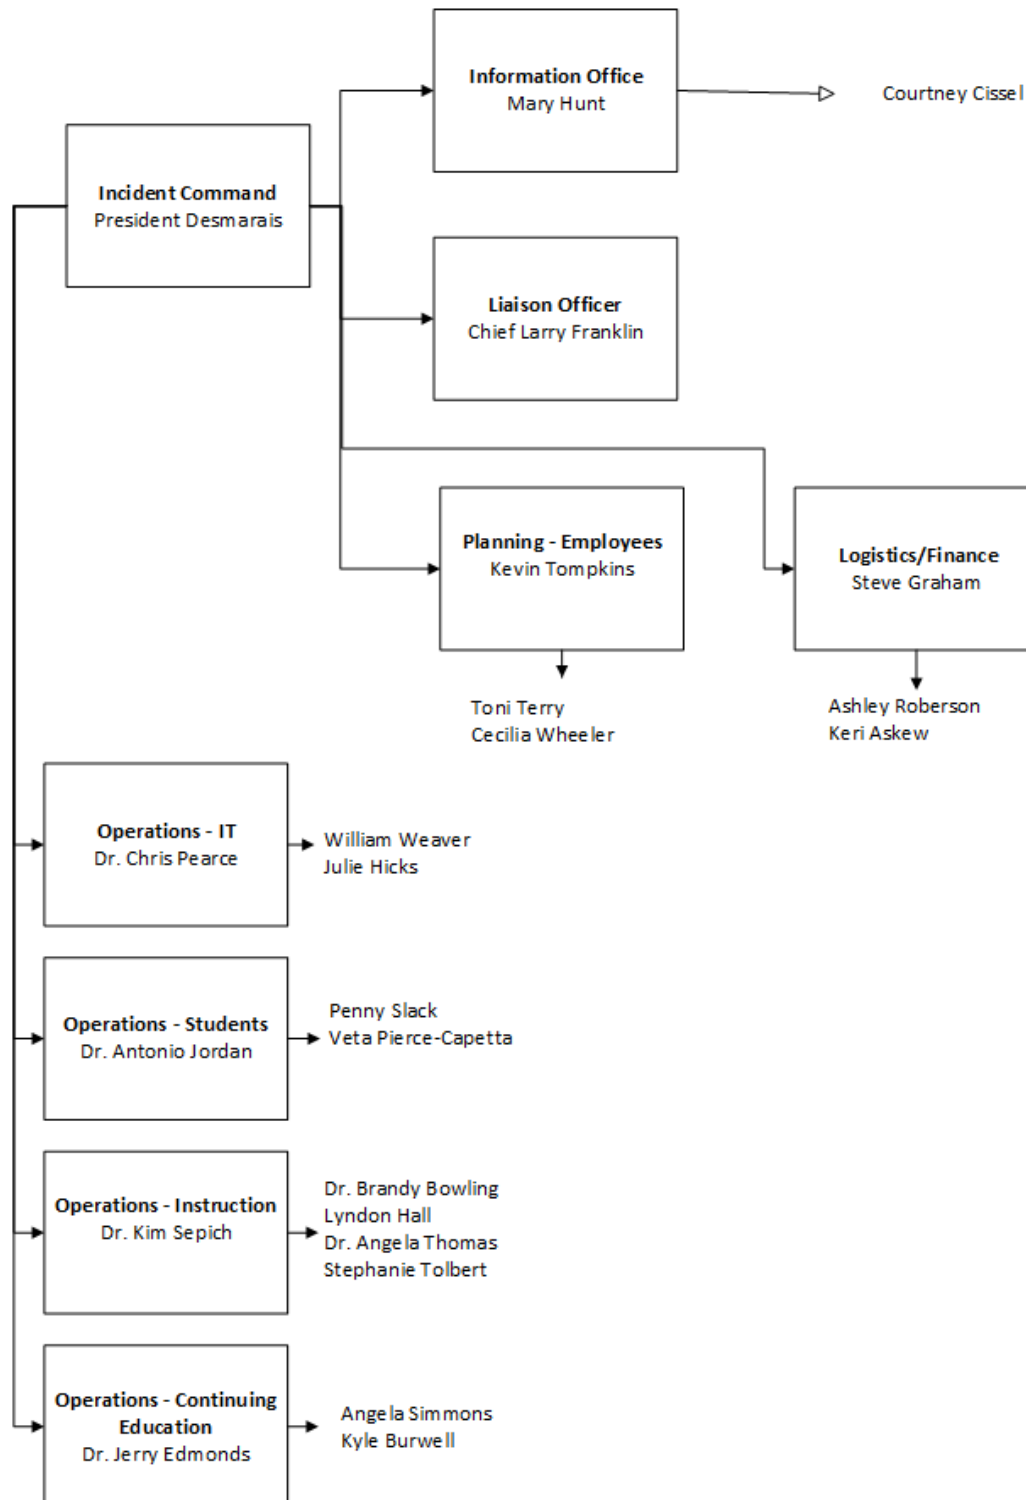 Information Office
Mary Hunt
Courtney Cissel
Incident Command
President Desmarais
Liaison Officer
Chief Larry Franklin
Planning - Employees
Kevin Tompkins
Logistics/Finance
Steve Graham
Toni Terry
Cecilia Wheeler
Ashley Roberson
Keri Askew
Operations - IT
Dr. Chris Pearce
William Weaver
Julie Hicks
Operations - Students
Dr. Antonio Jordan
Penny Slack
Veta Pierce-Capetta
Operations - Instruction
Dr. Kim Sepich
Dr. Brandy Bowling
Lyndon Hall
Dr. Angela Thomas
Stephanie Tolbert
Operations - Continuing
Education
Dr. Jerry Edmonds
Angela Simmons
Kyle Burwell